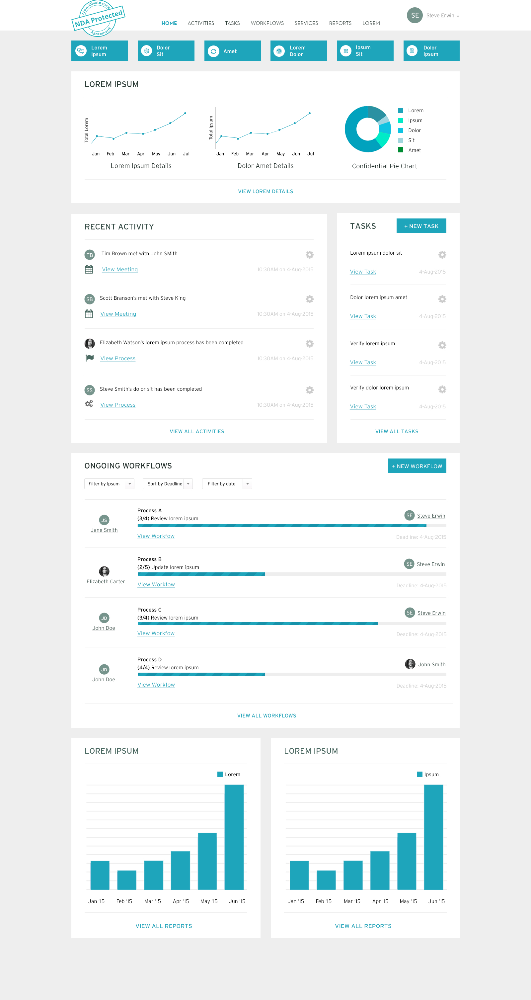 Non-Disclosure
NDA Protected
Agreement
HOME ACTIVITIES TASKS WORKFLOWS SERVICES REPORTS LOREM
SE Steve Erwin
Lorem
Ipsum
Dolor
Sit
Amet
Lorem
Dolor
Ipsum
Sit
Dolor
Ipsum
LOREM IPSUM
Total Lorem
Jan Feb Mar Apr May Jun Jul
Lorem Ipsum Details
Total Ipsum
Jan Feb Mar Apr May Jun Jul
Dolor Amet Details
Lorem
Ipsum
Dolor
Sit
Amet
Confidential Pie Chart
VIEW LOREM DETAILS
RECENT ACTIVITY
TB Tim Brown met with John SMith
View Meeting 10:30AM on 4-Aug-2015
SB Scott Branson's met with Steve King
View Meeting 10:30AM on 4-Aug-2015
Elizabeth Watson's lorem ipsum process has been completed
View Process 10:30AM on 4-Aug-2015
SS Steve Smith's dolor sit has been completed
View Process 10:30AM on 4-Aug-2015
VIEW ALL ACTIVITIES
TASKS + NEW TASK
Lorem ipsum dolor sit
View Task 4-Aug-2015
Dolor lorem ipsum amet
View Task 4-Aug-2015
Verify lorem ipsum
View Task 4-Aug-2015
Verify dolor lorem ipsum
View Task 4-Aug-2015
VIEW ALL TASKS
ONGOING WORKFLOWS + NEW WORKFLOW
Filter by Ipsum Sort by Deadline Filter by date
JS
Jane Smith
Process A
(3/4) Review lorem ipsum
SE Steve Erwin
View Workfow Deadline: 4-Aug-2015
Elizabeth Carter
Process B
(2/5) Update lorem ipsum
SE Steve Erwin
View Workfow Deadline: 4-Aug-2015
JD
John Doe
Process C
(3/4) Review lorem ipsum
SE Steve Erwin
View Workfow Deadline: 4-Aug-2015
JD
John Doe
Process D
(4/4) Review lorem ipsum
John Smith
View Workfow Deadline: 4-Aug-2015
VIEW ALL WORKFLOWS
LOREM IPSUM
Lorem
Jan '15 Feb '15 Mar '15 Apr '15 May '15 Jun '15
VIEW ALL REPORTS
LOREM IPSUM
Ipsum
Jan '15 Feb '15 Mar '15 Apr '15 May '15 Jun '15
VIEW ALL REPORTS